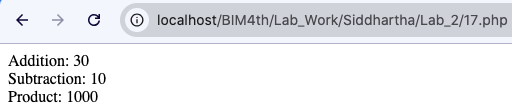 localhost/BIM4th/Lab_Work/Siddhartha/Lab_2/17.php
Addition: 30
Subtraction: 10
Product: 1000